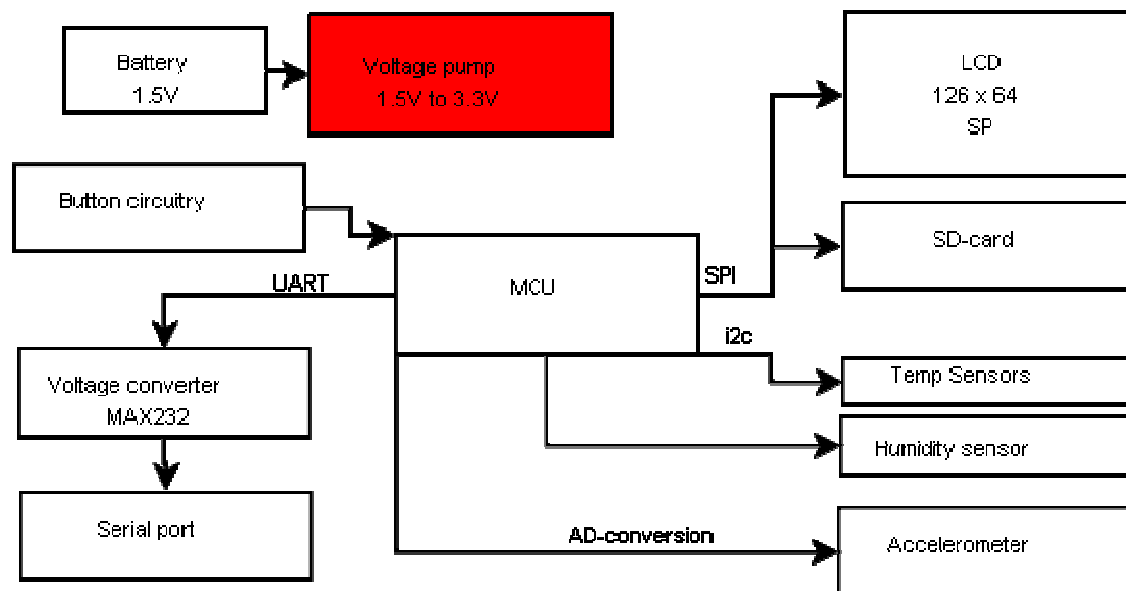 Battery
1.5V
Voltage pump
1.5V to 3.3V
LCD
126 x 64
SP
Button circuitry
SD-card
MCU
SPI
UART
i2c
Voltage converter
MAX232
Temp Sensors
Humidity sensor
Serial port
AD-conversion
Accelerometer